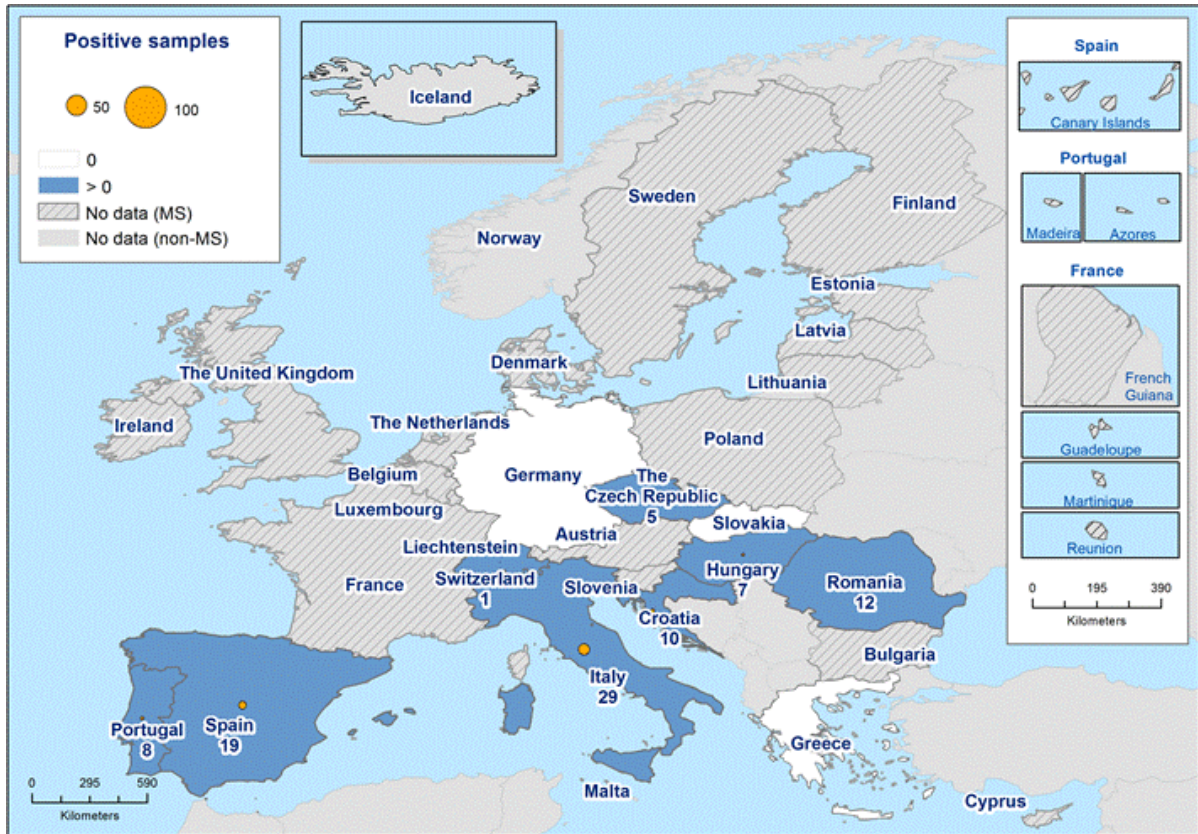 Positive samples
50
100
0
> 0
No data (MS)
No data (non-MS)
Iceland
Spain
Canary Islands
Portugal
Madeira
Azores
France
French
Guiana
Guadeloupe
Martinique
Reunion
0 195 390
Kilometers
Sweden
Finland
Norway
Estonia
Latvia
Denmark
Lithuania
The United Kingdom
Ireland
The Netherlands
Poland
Belgium
Germany
The
Czech Republic
5
Luxembourg
Slovakia
Austria
Liechtenstein
France
Switzerland
1
Slovenia
Hungary
7
Romania
12
Croatia
10
Bulgaria
Italy
29
Portugal
8
Spain
19
Greece
Malta
Cyprus
0 295 590
Kilometers